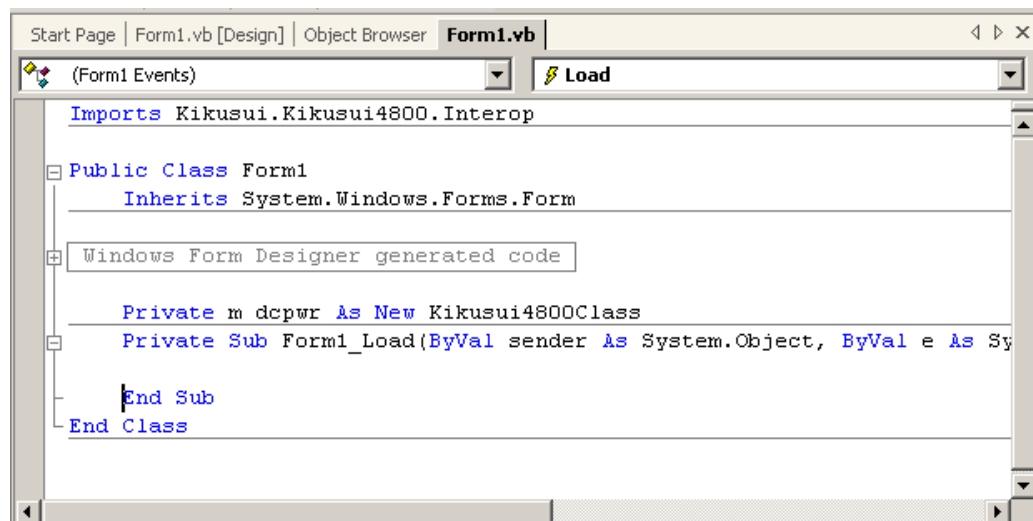 Start Page | Form1.vb [Design] | Object Browser Form1.vb
(Form1 Events) Load
Imports Kikusui.Kikusui4800.Interop
Public Class Form1
Inherits System.Windows.Forms.Form
Windows Form Designer generated code
Private m dcpwr As New Kikusui4800Class
Private Sub Form1_Load(ByVal sender As System.Object, ByVal e As Sy
End Sub
End Class